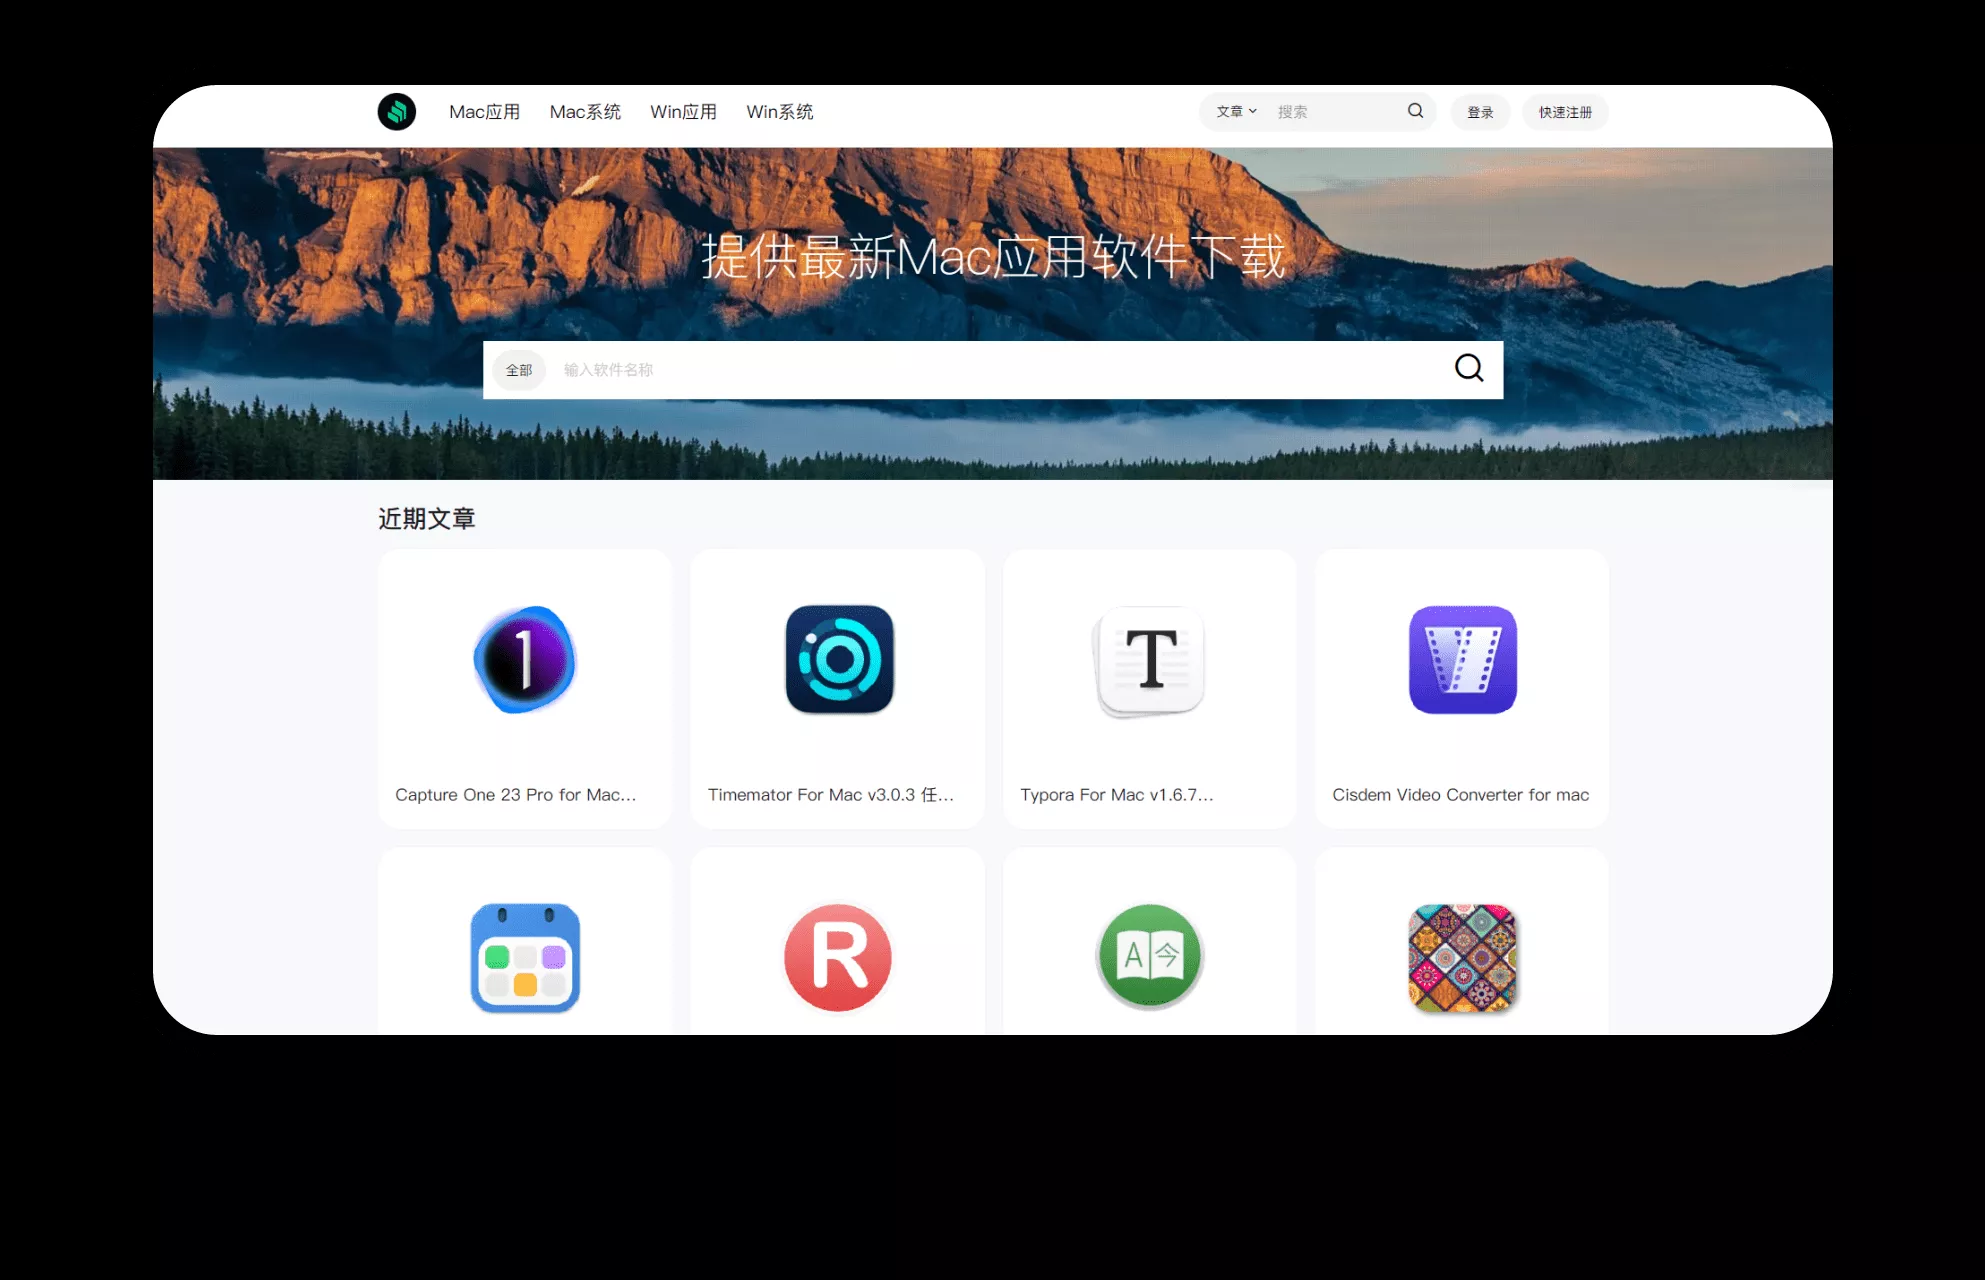 Mac应用 Mac系统 Win应用 Win系统 文章 搜索 登录 快速注册
提供最新Mac应用软件下载
全部 输入软件名称
近期文章
1 T
Capture One 23 Pro for Mac... Timemator For Mac v3.0.3 任... Typora For Mac v1.6.7... Cisdem Video Converter for mac
R A 今